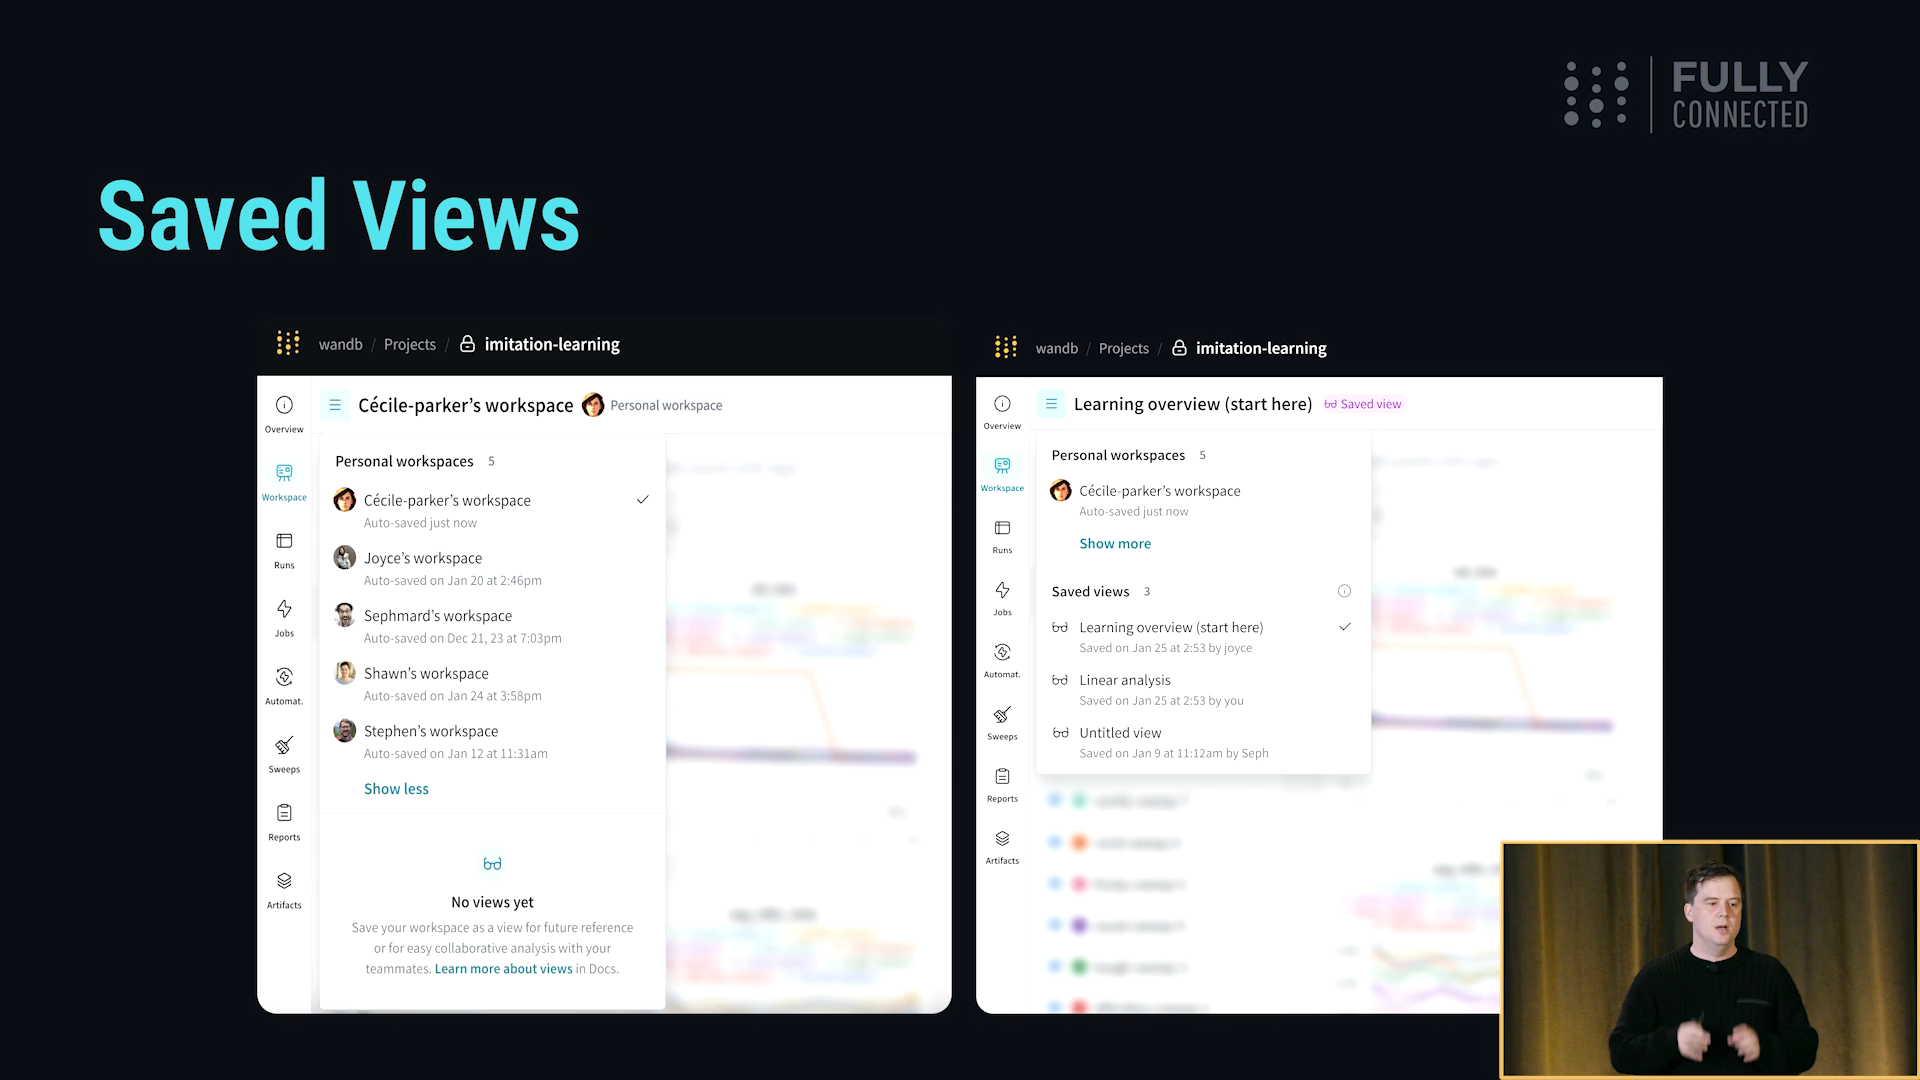 FULLY
CONNECTED
Saved Views
wandb / Projects / imitation-learning
Cécile-parker’s workspace Personal workspace
Overview
Workspace
Runs
Jobs
Automat.
Sweeps
Reports
Artifacts
Personal workspaces 5
Cécile-parker’s workspace
Auto-saved just now
Joyce’s workspace
Auto-saved on Jan 20 at 2:46pm
Sephmard’s workspace
Auto-saved on Dec 21, 23 at 7:03pm
Shawn’s workspace
Auto-saved on Jan 24 at 3:58pm
Stephen’s workspace
Auto-saved on Jan 12 at 11:31am
Show less
No views yet
Save your workspace as a view for future reference
or for easy collaborative analysis with your
teammates. Learn more about views in Docs.
wandb / Projects / imitation-learning
Learning overview (start here) Saved view
Overview
Workspace
Runs
Jobs
Automat.
Sweeps
Reports
Artifacts
Personal workspaces 5
Cécile-parker’s workspace
Auto-saved just now
Show more
Saved views 3
Learning overview (start here)
Saved on Jan 25 at 2:53 by joyce
Linear analysis
Saved on Jan 25 at 2:53 by you
Untitled view
Saved on Jan 9 at 11:12am by Seph